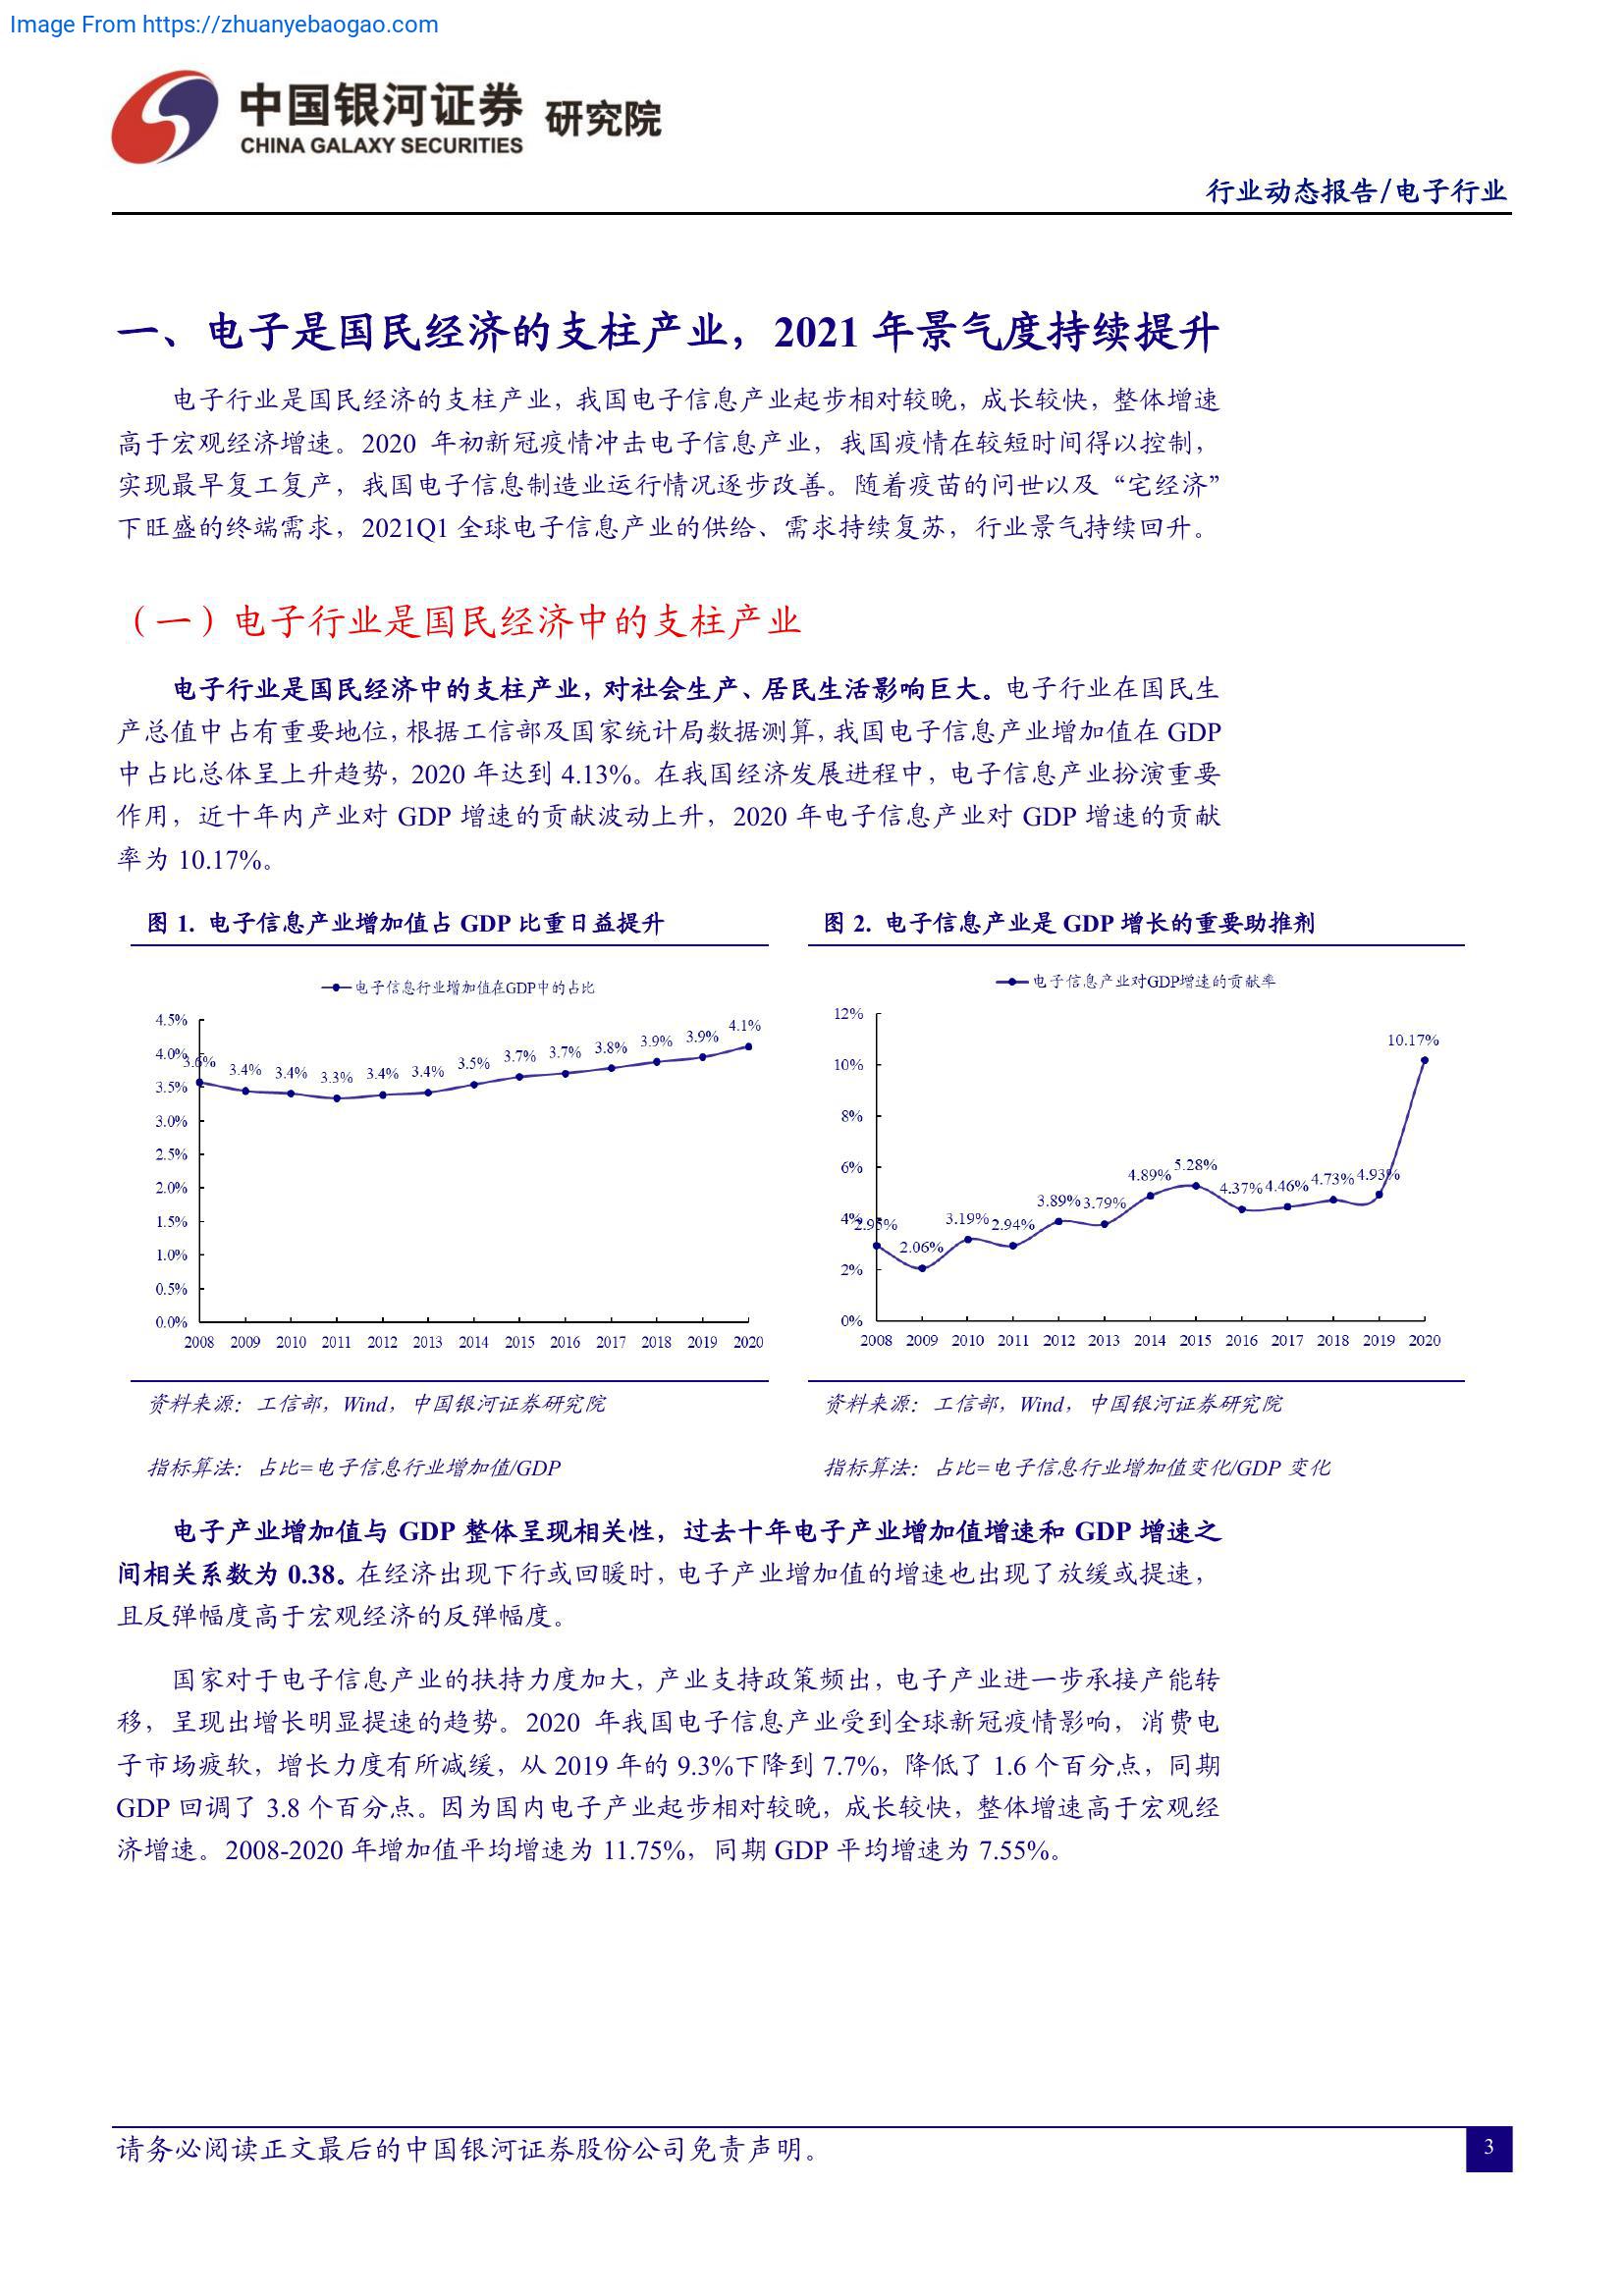 Image From https://zhuanyebaogao.com
中国银河证券 研究院
CHINA GALAXY SECURITIES
行业动态报告/电子行业
一、电子是国民经济的支柱产业，2021 年景气度持续提升
电子行业是国民经济的支柱产业，我国电子信息产业起步相对较晚，成长较快，整体增速
高于宏观经济增速。2020 年初新冠疫情冲击电子信息产业，我国疫情在较短时间得以控制，
实现最早复工复产，我国电子信息制造业运行情况逐步改善。随着疫苗的问世以及“宅经济”
下旺盛的终端需求，2021Q1 全球电子信息产业的供给、需求持续复苏，行业景气持续回升。
（一）电子行业是国民经济中的支柱产业
电子行业是国民经济中的支柱产业，对社会生产、居民生活影响巨大。电子行业在国民生
产总值中占有重要地位，根据工信部及国家统计局数据测算，我国电子信息产业增加值在 GDP
中占比总体呈上升趋势，2020 年达到 4.13%。在我国经济发展进程中，电子信息产业扮演重要
作用，近十年内产业对 GDP 增速的贡献波动上升，2020 年电子信息产业对 GDP 增速的贡献
率为 10.17%。
图 1. 电子信息产业增加值占 GDP 比重日益提升
电子信息行业增加值在GDP中的占比
4.5%
4.0%
3.5%
3.0%
2.5%
2.0%
1.5%
1.0%
0.5%
0.0%
3.6% 3.4% 3.4% 3.3% 3.4% 3.4% 3.5% 3.7% 3.7% 3.8% 3.9% 3.9% 4.1%
2008 2009 2010 2011 2012 2013 2014 2015 2016 2017 2018 2019 2020
资料来源：工信部，Wind，中国银河证券研究院
指标算法：占比=电子信息行业增加值/GDP
图 2. 电子信息产业是 GDP 增长的重要助推剂
电子信息产业对GDP增速的贡献率
12%
10%
8%
6%
4%
2%
0%
2.95% 2.06% 3.19% 2.94% 3.89% 3.79% 4.89% 5.28% 4.37% 4.46% 4.73% 4.93% 10.17%
2008 2009 2010 2011 2012 2013 2014 2015 2016 2017 2018 2019 2020
资料来源：工信部，Wind，中国银河证券研究院
指标算法：占比=电子信息行业增加值变化/GDP 变化
电子产业增加值与 GDP 整体呈现相关性，过去十年电子产业增加值增速和 GDP 增速之
间相关系数为 0.38。在经济出现下行或回暖时，电子产业增加值的增速也出现了放缓或提速，
且反弹幅度高于宏观经济的反弹幅度。
国家对于电子信息产业的扶持力度加大，产业支持政策频出，电子产业进一步承接产能转
移，呈现出增长明显提速的趋势。2020 年我国电子信息产业受到全球新冠疫情影响，消费电
子市场疲软，增长力度有所减缓，从 2019 年的 9.3%下降到 7.7%，降低了 1.6 个百分点，同期
GDP 回调了 3.8 个百分点。因为国内电子产业起步相对较晚，成长较快，整体增速高于宏观经
济增速。2008-2020 年增加值平均增速为 11.75%，同期 GDP 平均增速为 7.55%。
请务必阅读正文最后的中国银河证券股份公司免责声明。
3